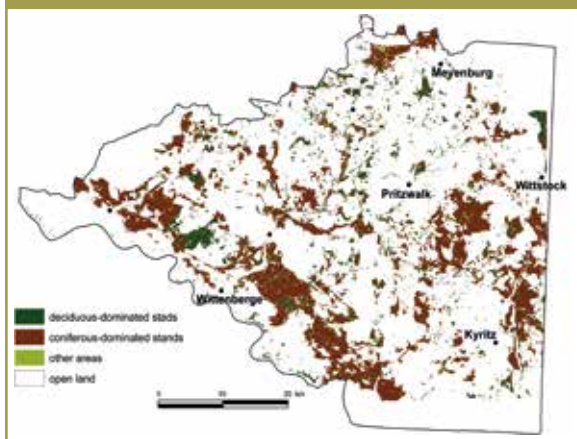 Meyenburg
Pritzwalk
Wittstock
Wittenberge
Kyritz
deciduous-dominated stads
coniferous-dominated stands
other areas
open land
0 10 20 km